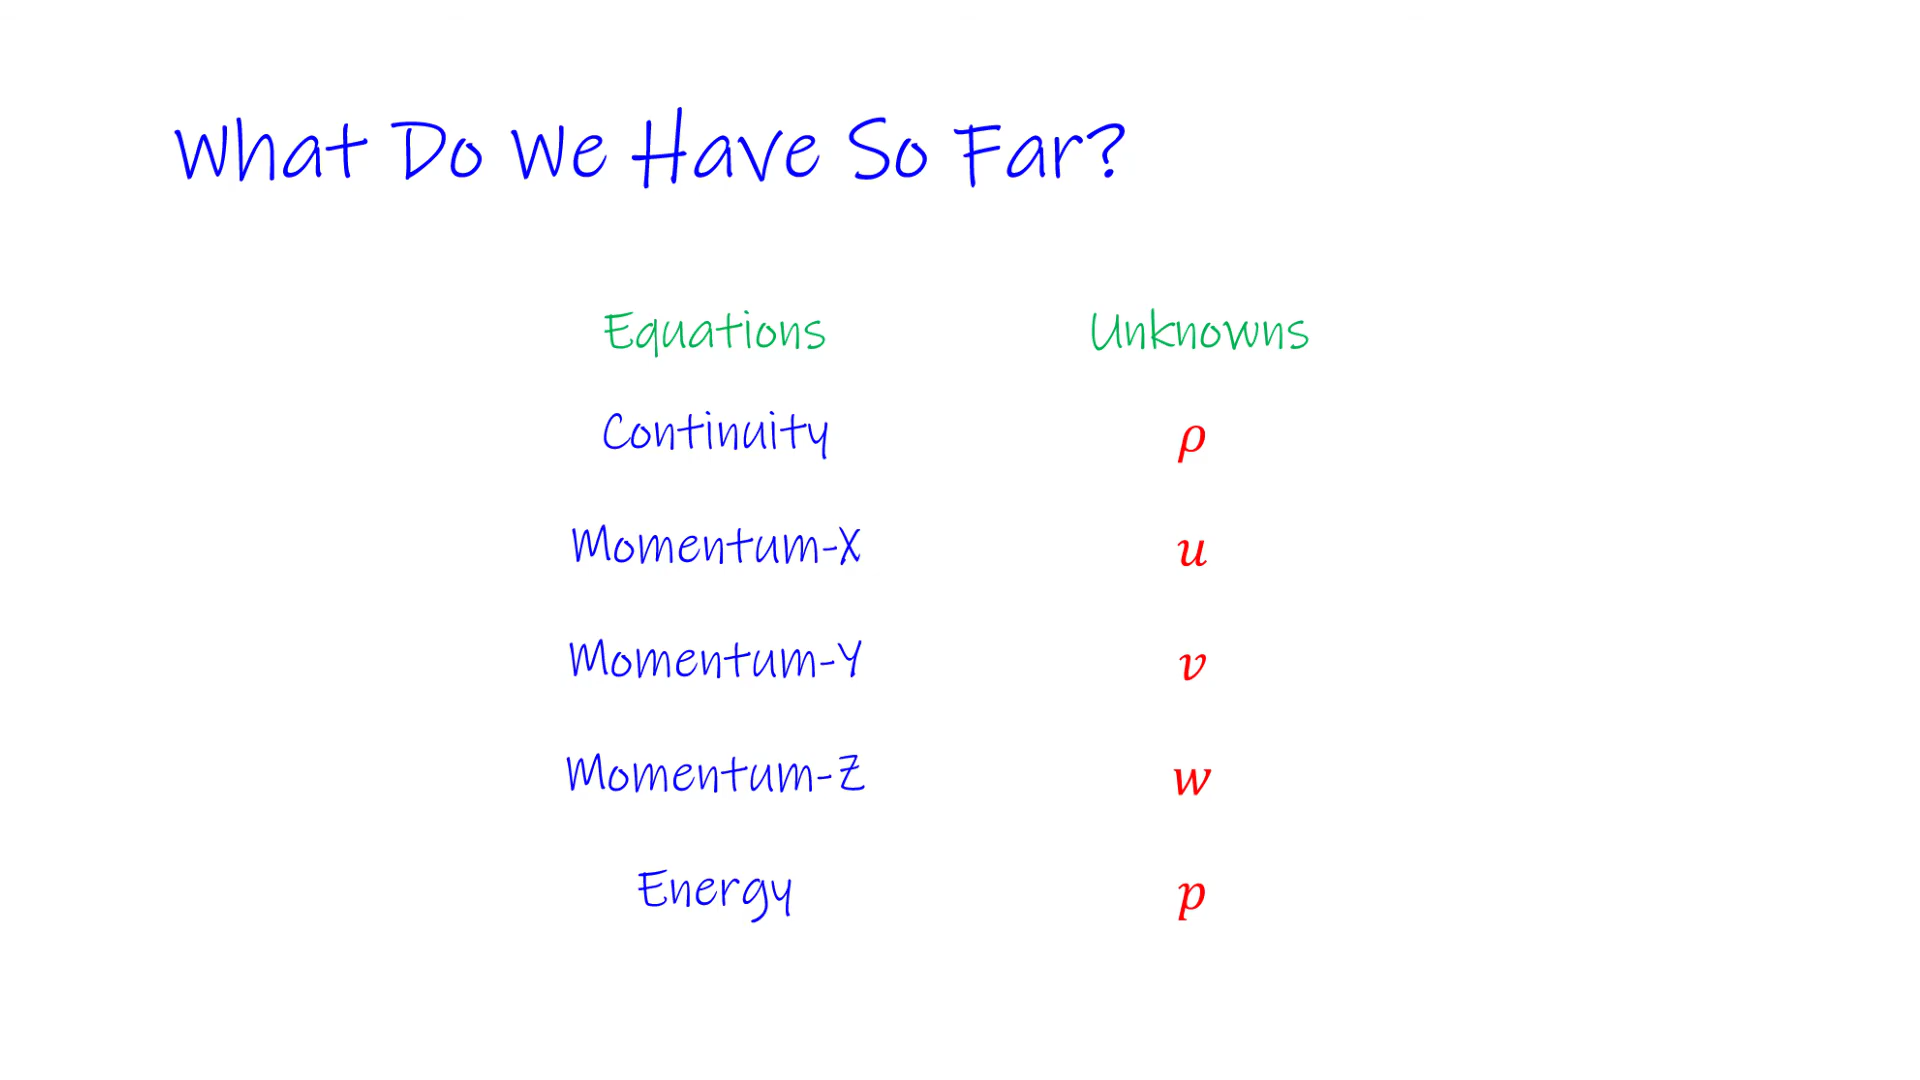 What Do We Have So Far?
Equations Unknowns
Continuity ρ
Momentum-X u
Momentum-Y v
Momentum-Z w
Energy p